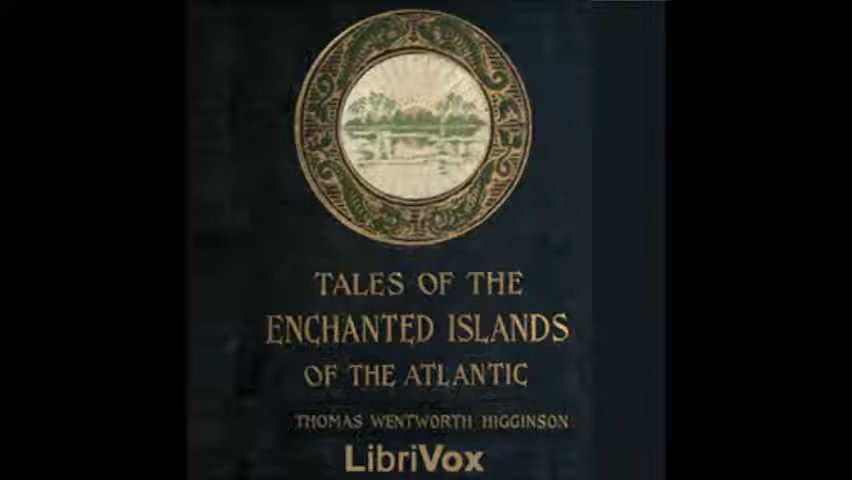 TALES OF THE
ENCHANTED ISLANDS
OF THE ATLANTIC
THOMAS WENTWORTH HIGGINSON
LibriVox